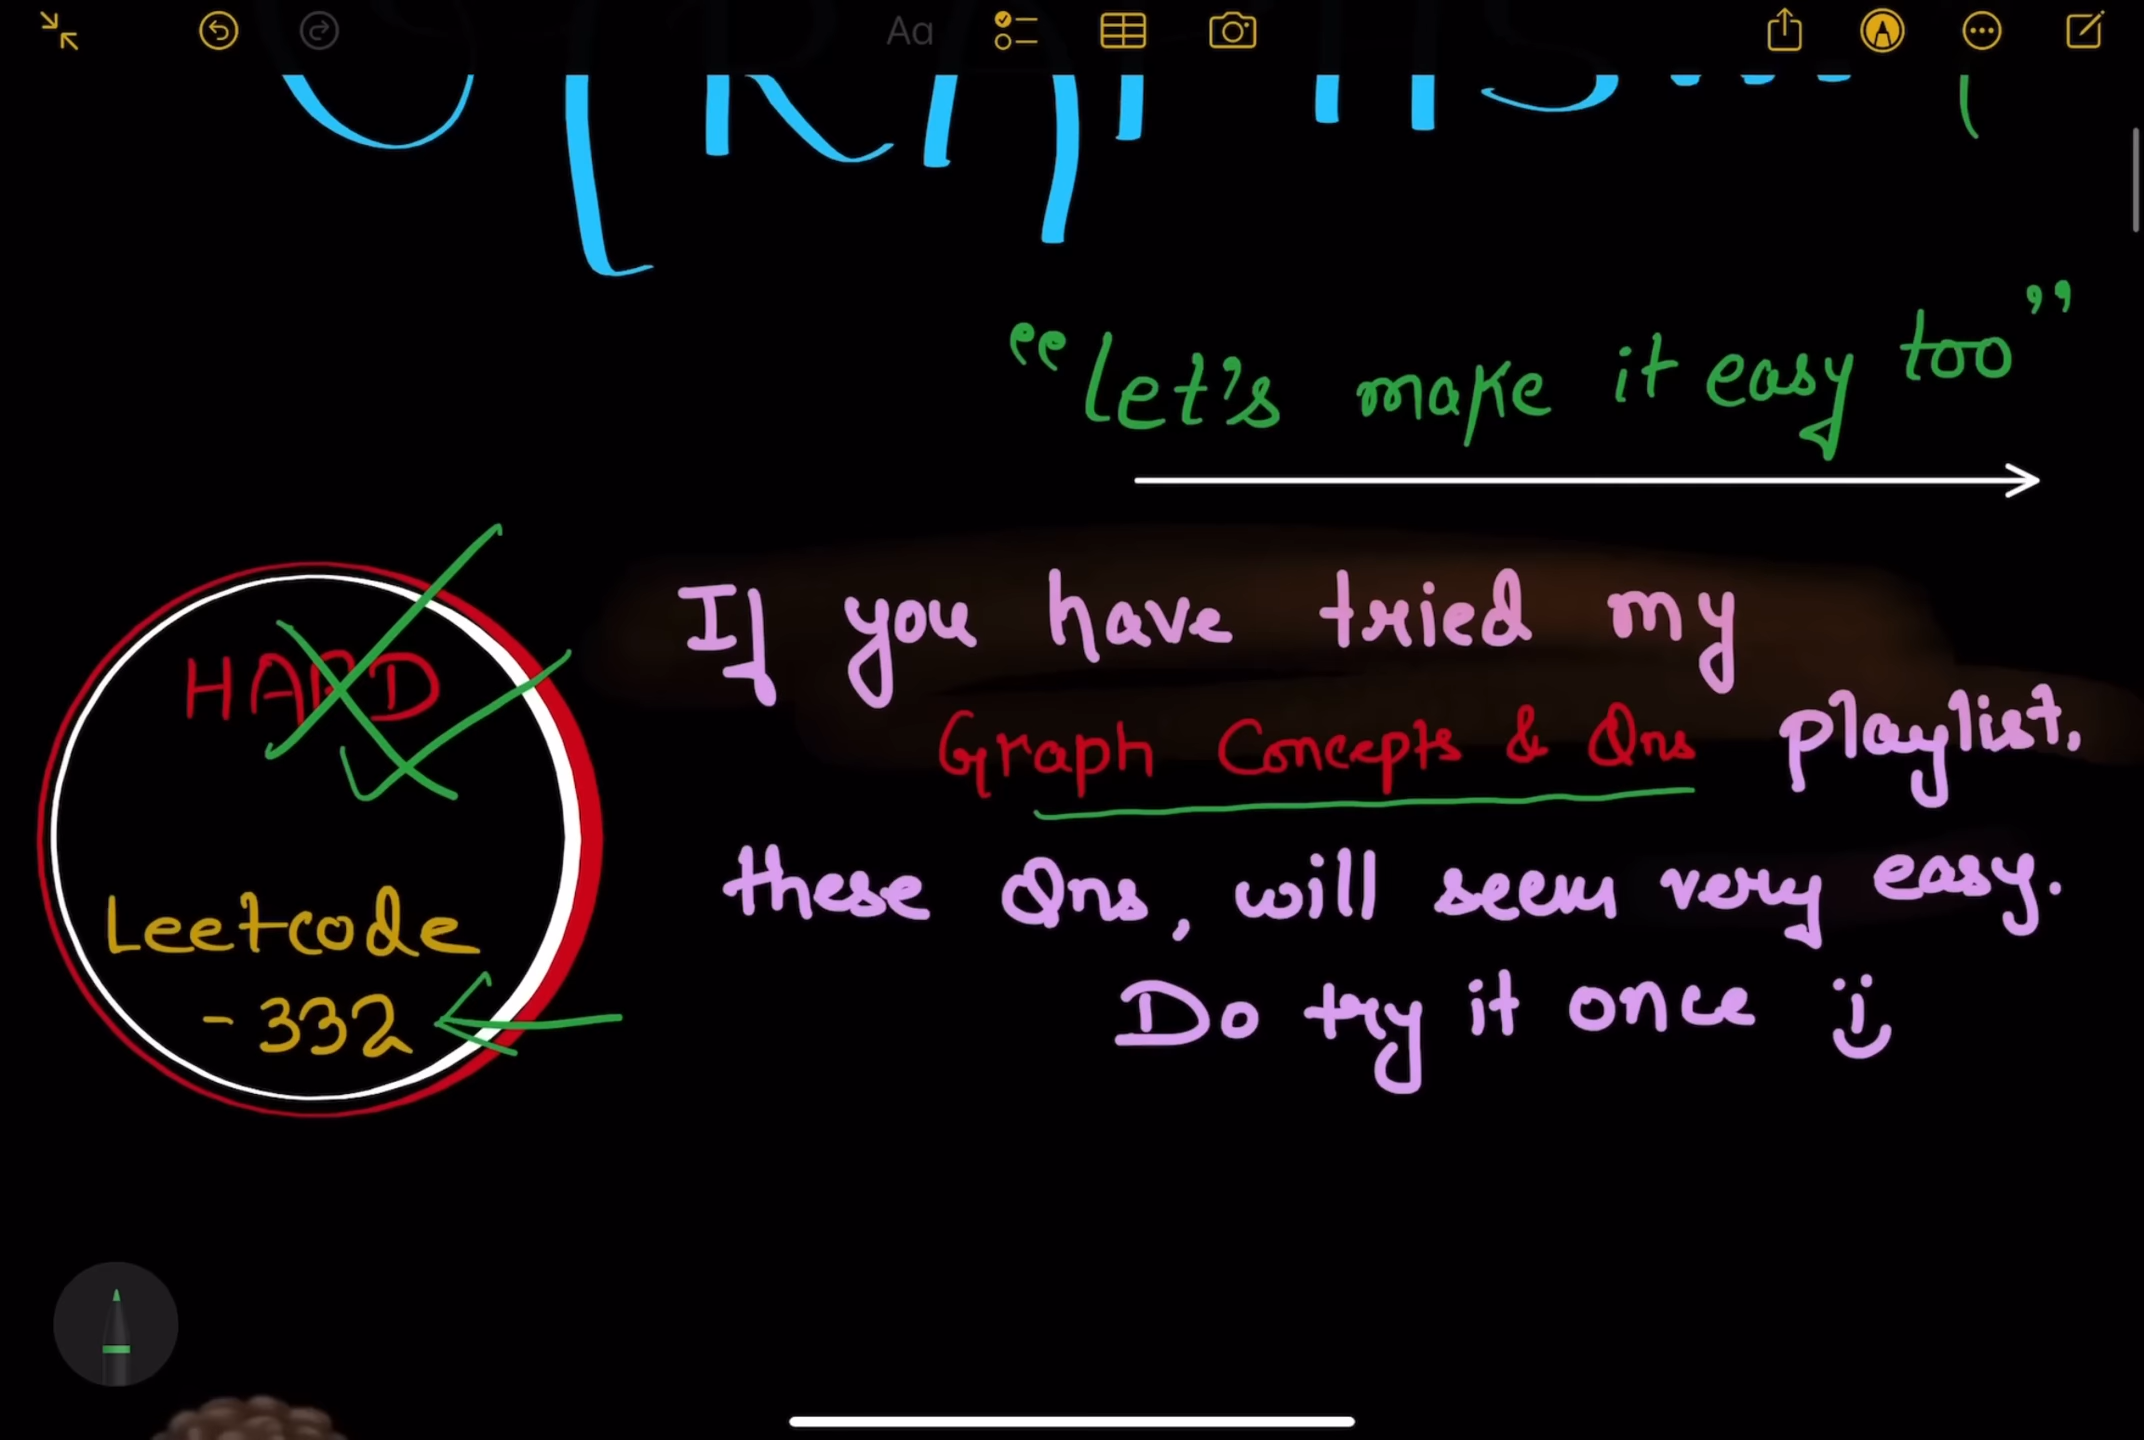 Aa
"Let's make it easy too"
HARD
Leetcode
- 332
If you have tried my
Graph Concepts & Qns playlist,
these Qns, will seem very easy.
Do try it once